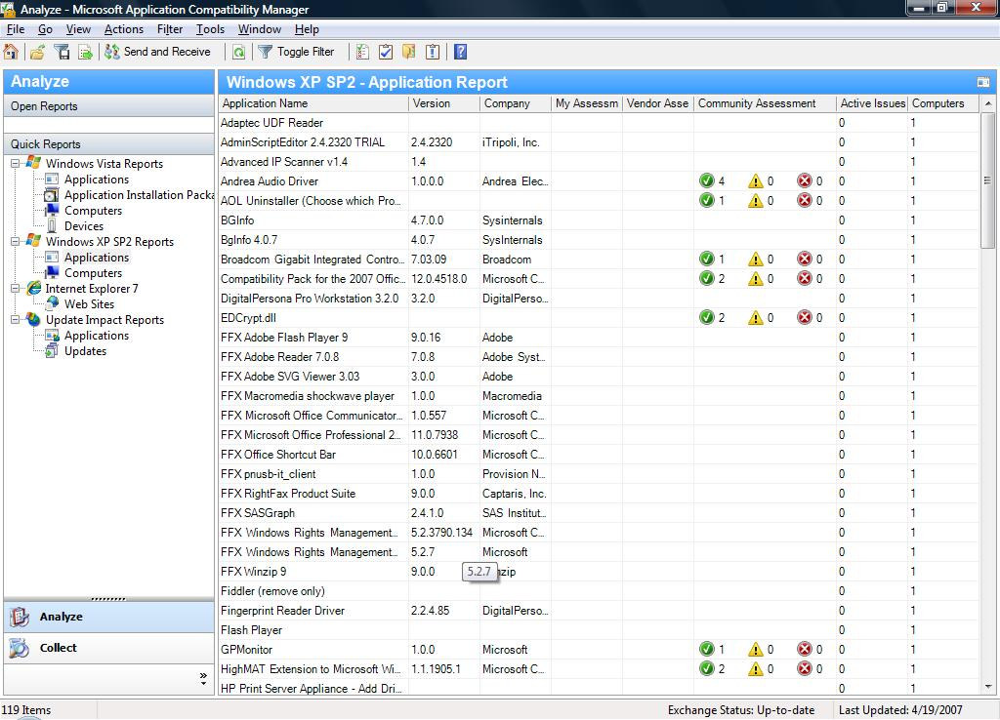 Analyze - Microsoft Application Compatibility Manager
File Go View Actions Filter Tools Window Help
Send and Receive Toggle Filter
Analyze
Open Reports
Quick Reports
Windows Vista Reports
Applications
Application Installation Packa
Computers
Devices
Windows XP SP2 Reports
Applications
Computers
Internet Explorer 7
Web Sites
Update Impact Reports
Applications
Updates
Analyze
Collect
Windows XP SP2 - Application Report
Application Name Version Company My Assessm Vendor Asse Community Assessment Active Issues Computers
Adaptec UDF Reader 0 1
AdminScriptEditor 2.4.2320 TRIAL 2.4.2320 iTripoli, Inc. 0 1
Advanced IP Scanner v1.4 1.4 0 1
Andrea Audio Driver 1.0.0.0 Andrea Elec... 4 0 0 0 1
AOL Uninstaller (Choose which Pro... 1 0 0 0 1
BGInfo 4.7.0.0 Sysinternals 0 1
BgInfo 4.0.7 4.0.7 SysInternals 0 1
Broadcom Gigabit Integrated Contro... 7.03.09 Broadcom 1 0 0 0 1
Compatibility Pack for the 2007 Offic... 12.0.4518.0 Microsoft C... 2 0 0 0 1
DigitalPersona Pro Workstation 3.2.0 3.2.0 DigitalPerso... 0 1
EDCrypt.dll 2 0 0 0 1
FFX Adobe Flash Player 9 9.0.16 Adobe 0 1
FFX Adobe Reader 7.0.8 7.0.8 Adobe Syst... 0 1
FFX Adobe SVG Viewer 3.03 3.0.0 Adobe 0 1
FFX Macromedia shockwave player 1.0.0 Macromedia 0 1
FFX Microsoft Office Communicator... 1.0.557 Microsoft C... 0 1
FFX Microsoft Office Professional 2... 11.0.7938 Microsoft C... 0 1
FFX Office Shortcut Bar 10.0.6601 Microsoft C... 0 1
FFX pnusb-it_client 1.0.0 Provision N... 0 1
FFX RightFax Product Suite 9.0.0 Captaris, Inc. 0 1
FFX SASGraph 2.4.1.0 SAS Institut... 0 1
FFX Windows Rights Management... 5.2.3790.134 Microsoft C... 0 1
FFX Windows Rights Management... 5.2.7 Microsoft 0 1
FFX Winzip 9 9.0.0 5.2.7 nzip 0 1
Fiddler (remove only) 0 1
Fingerprint Reader Driver 2.2.4.85 DigitalPerso... 0 1
Flash Player 0 1
GPMonitor 1.0.0 Microsoft 1 0 0 0 1
HighMAT Extension to Microsoft Wi... 1.1.1905.1 Microsoft C... 2 0 0 0 1
HP Print Server Appliance - Add Dri... 0 1
119 Items Exchange Status: Up-to-date Last Updated: 4/19/2007